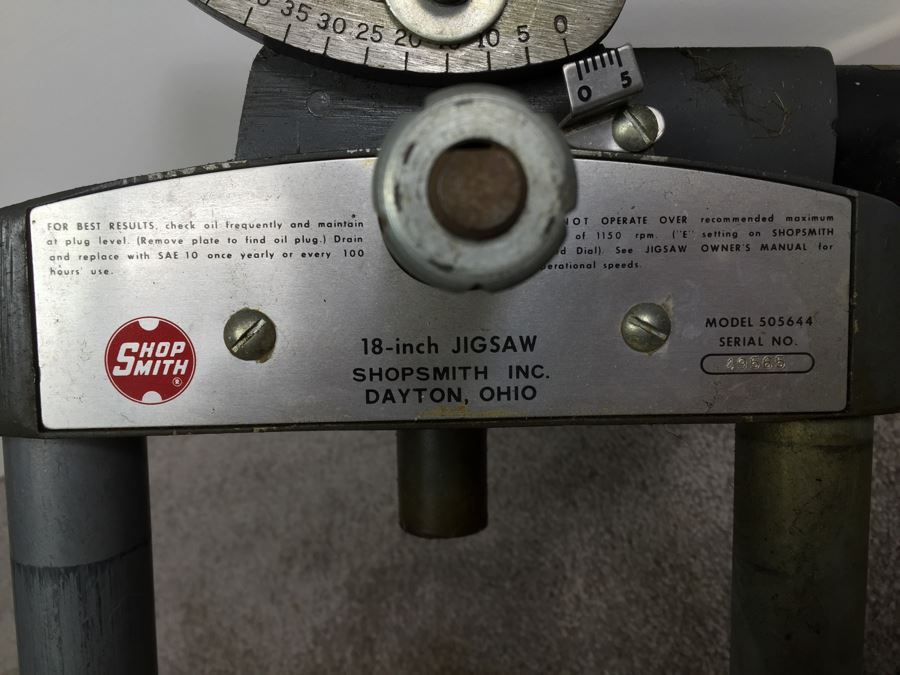 35 30 25 20 15 10 5 0
0 5
FOR BEST RESULTS, check oil frequently and maintain
at plug level. (Remove plate to find oil plug.) Drain
and replace with SAE 10 once yearly or every 100
hours' use.
NOT OPERATE OVER recommended maximum
of 1150 rpm. ("E" setting on SHOPSMITH
Dial). See JIGSAW OWNER'S MANUAL for
operational speeds.
SHOP
SMITH
®
18-inch JIGSAW
SHOPSMITH INC.
DAYTON, OHIO
MODEL 505644
SERIAL NO.